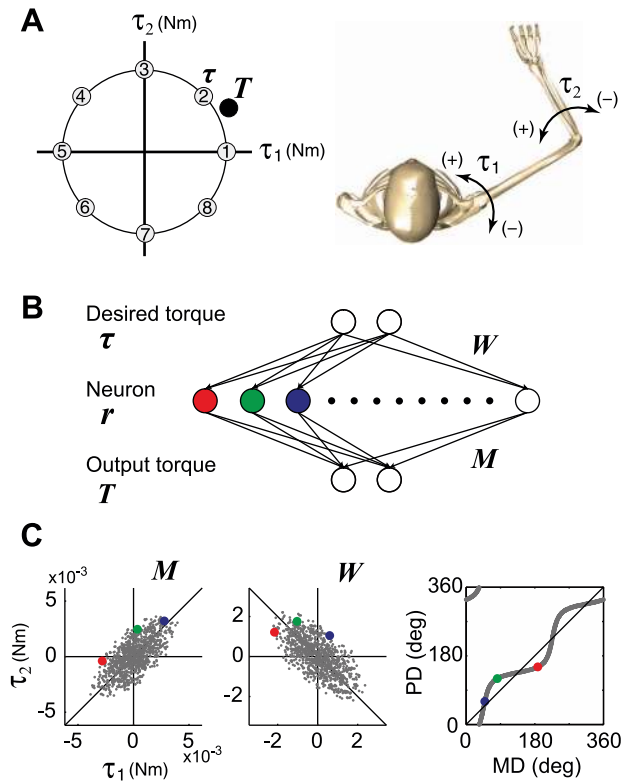 A
τ2 (Nm)
3
τ
4
2
T
5
1
τ1 (Nm)
6
8
7
τ2
(−)
(+)
(+)
τ1
(−)
B
Desired torque
τ
W
Neuron
r
Output torque
M
T
C
x10⁻³
M
W
5
0
-5
τ2 (Nm)
-5
0
5
x10⁻³
τ1 (Nm)
2
0
-2
-2
0
2
360
180
0
PD (deg)
0
180
360
MD (deg)